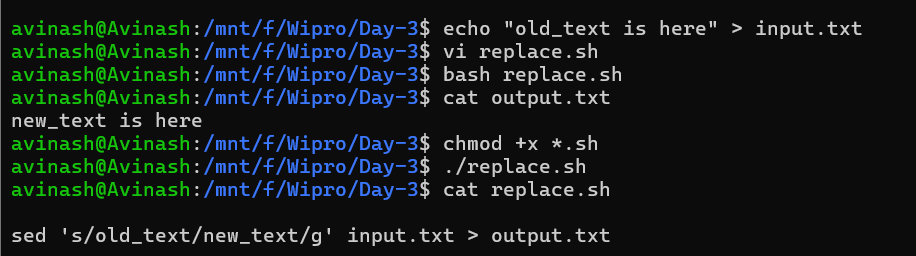 avinash@Avinash:/mnt/f/Wipro/Day-3$ echo "old_text is here" > input.txt
avinash@Avinash:/mnt/f/Wipro/Day-3$ vi replace.sh
avinash@Avinash:/mnt/f/Wipro/Day-3$ bash replace.sh
avinash@Avinash:/mnt/f/Wipro/Day-3$ cat output.txt
new_text is here
avinash@Avinash:/mnt/f/Wipro/Day-3$ chmod +x *.sh
avinash@Avinash:/mnt/f/Wipro/Day-3$ ./replace.sh
avinash@Avinash:/mnt/f/Wipro/Day-3$ cat replace.sh
sed 's/old_text/new_text/g' input.txt > output.txt